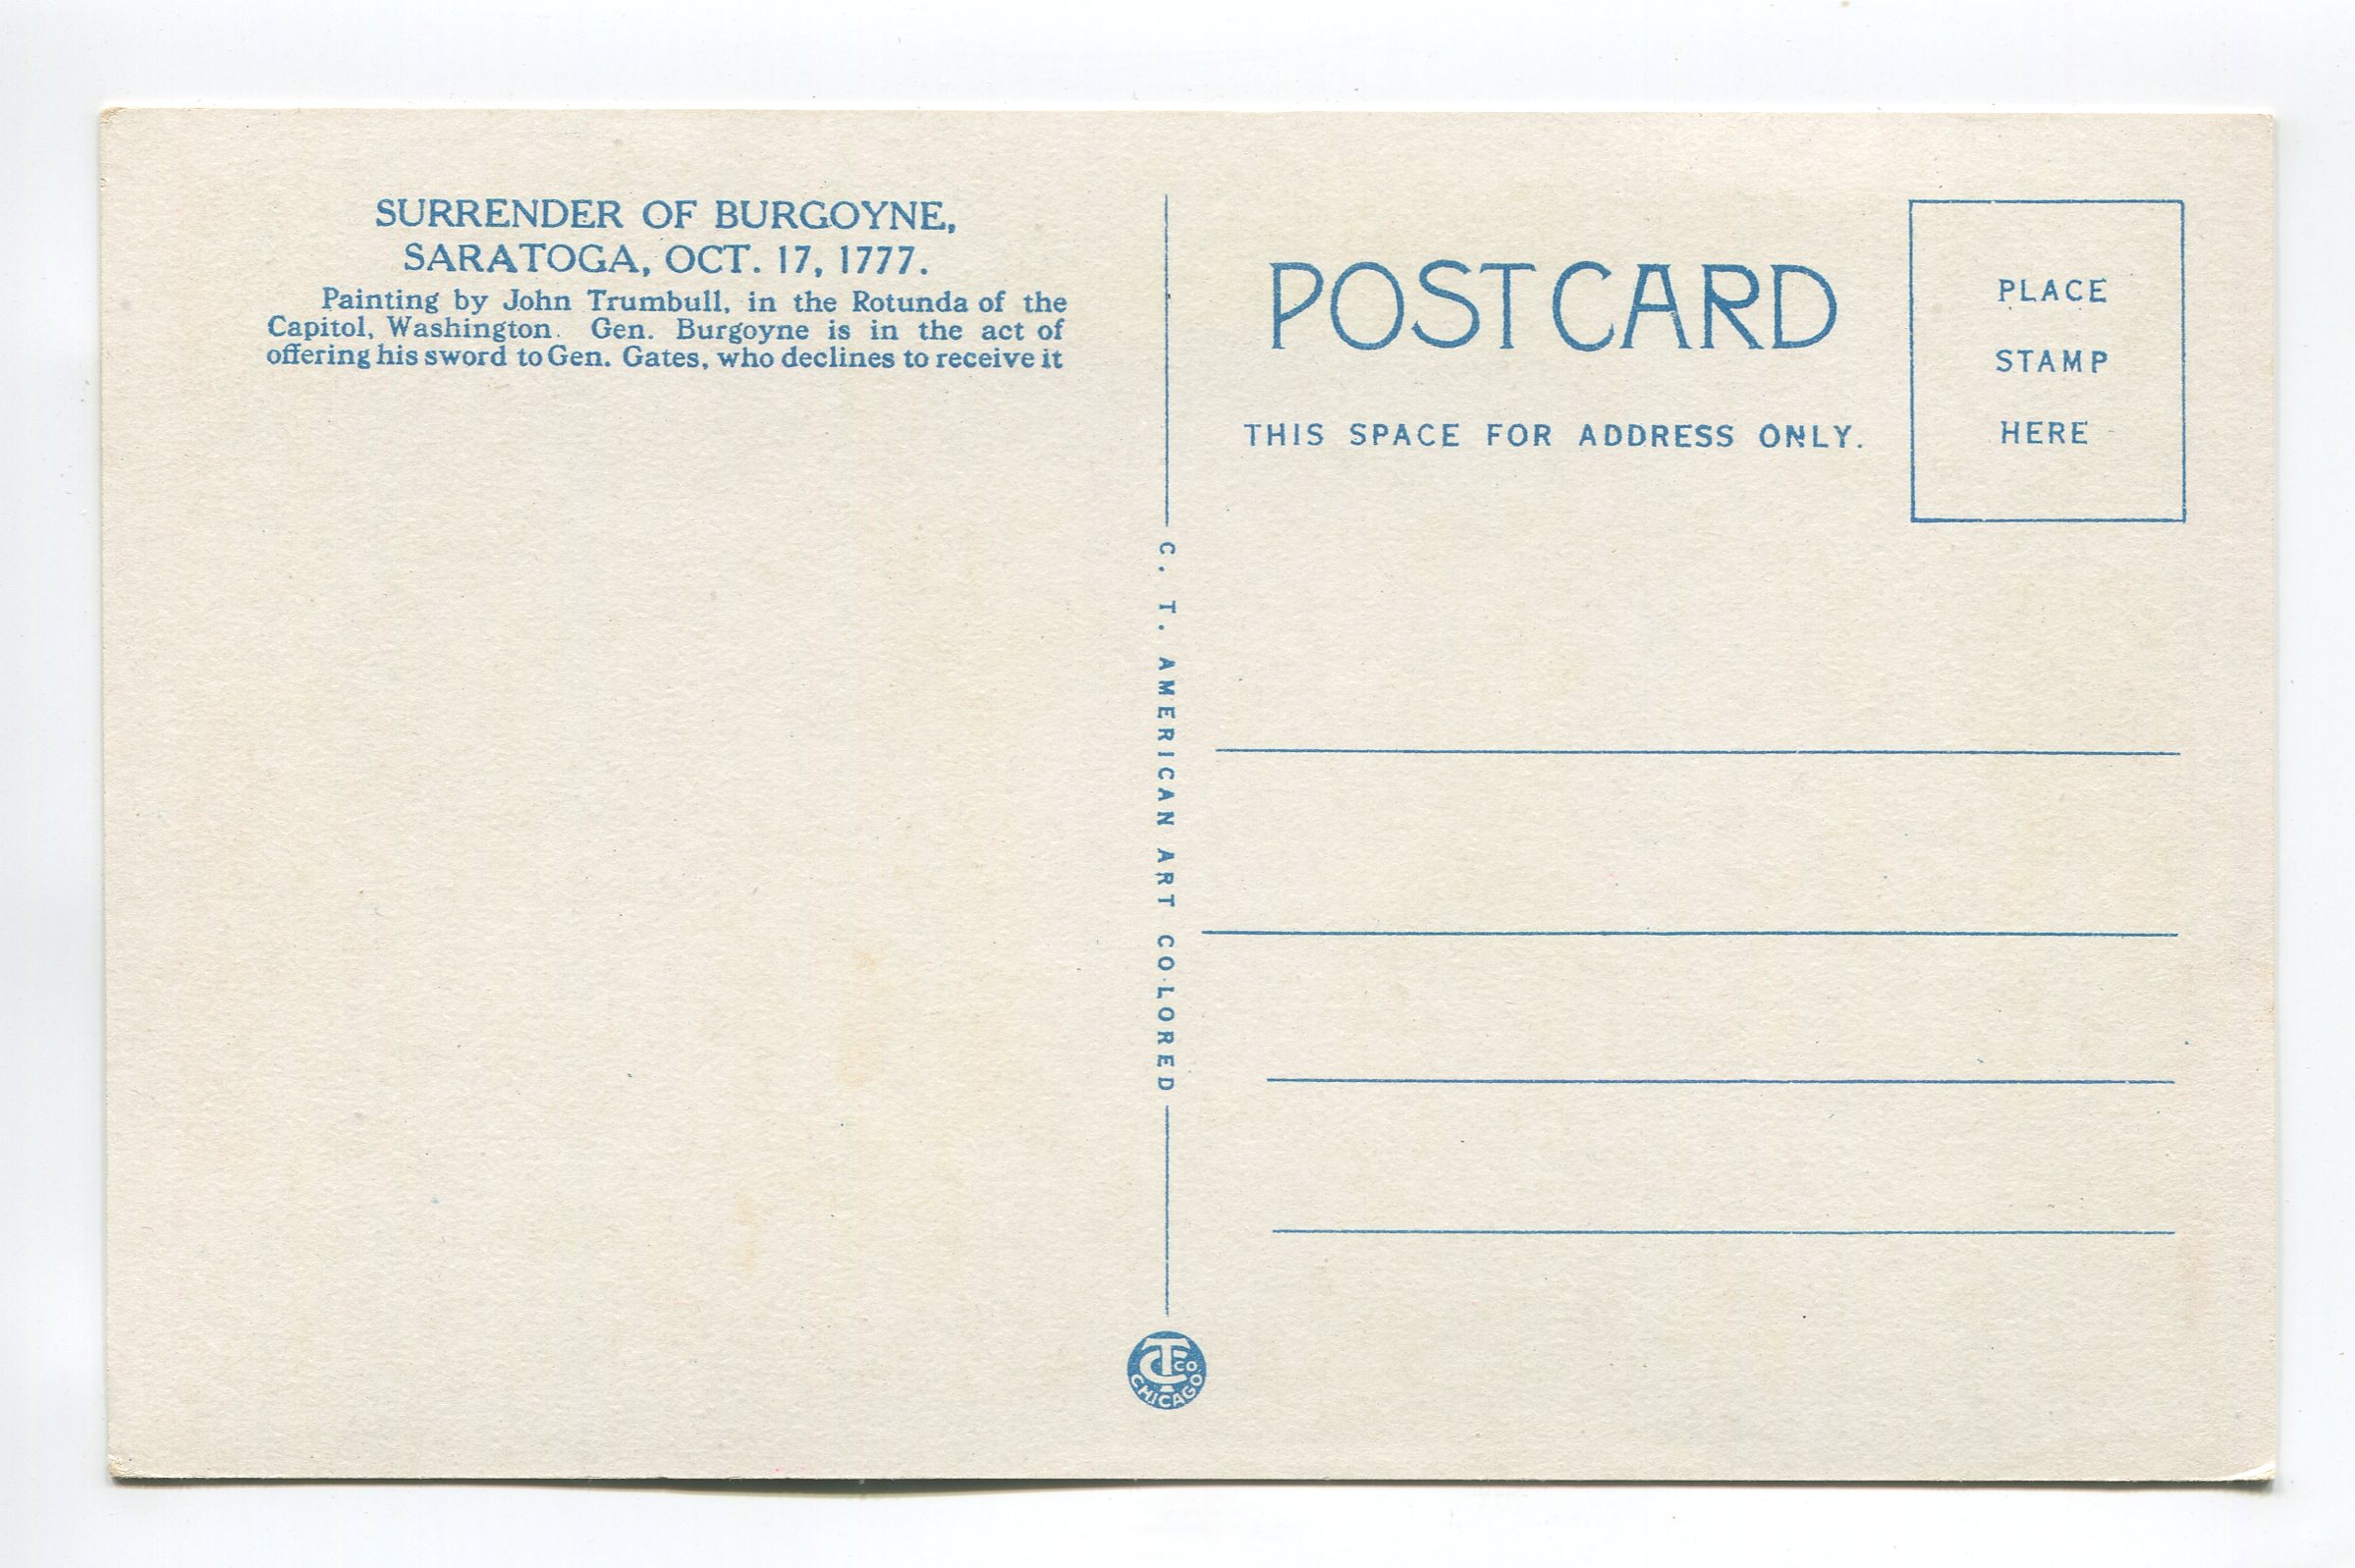 SURRENDER OF BURGOYNE,
SARATOGA, OCT. 17, 1777.
Painting by John Trumbull, in the Rotunda of the
Capitol, Washington. Gen. Burgoyne is in the act of
offering his sword to Gen. Gates, who declines to receive it
C. T. AMERICAN ART COLORED
CT CO.
CHICAGO
POST CARD
THIS SPACE FOR ADDRESS ONLY.
PLACE
STAMP
HERE